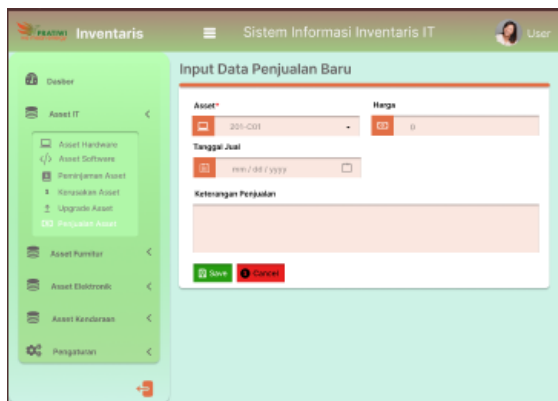 PRATIWI Inventaris
Sistem Informasi Inventaris IT
User
Dasbor
Asset IT
Asset Hardware
Asset Software
Peminjaman Asset
Kerusakan Asset
Upgrade Asset
Penjualan Asset
Asset Furnitur
Asset Elektronik
Asset Kendaraan
Pengaturan
Input Data Penjualan Baru
Asset*
Harga
201-C01
0
Tanggal Jual
mm / dd / yyyy
Keterangan Penjualan
Save
Cancel